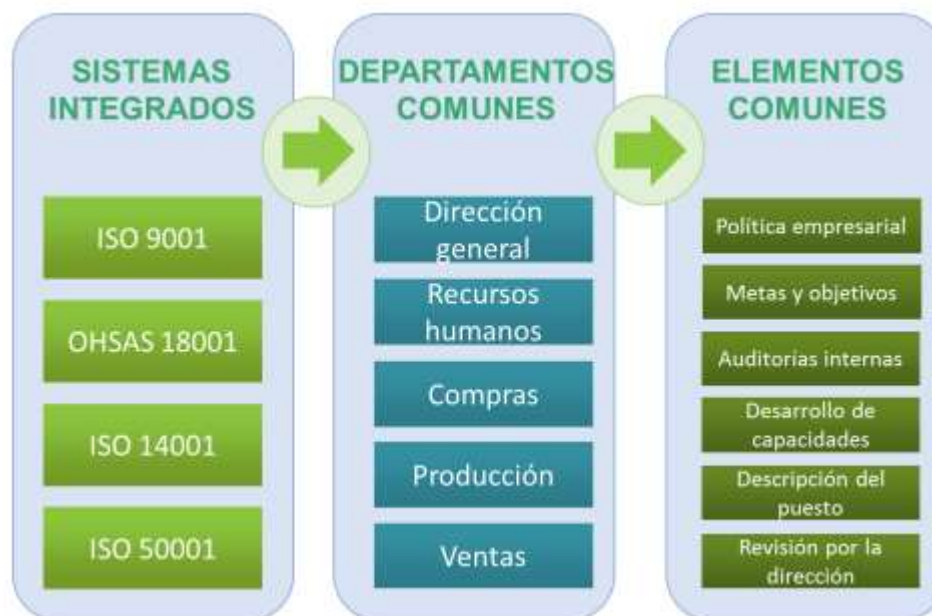 SISTEMAS
INTEGRADOS
ISO 9001
OHSAS 18001
ISO 14001
ISO 50001
DEPARTAMENTOS
COMUNES
Dirección
general
Recursos
humanos
Compras
Producción
Ventas
ELEMENTOS
COMUNES
Política empresarial
Metas y objetivos
Auditorias internas
Desarrollo de
capacidades
Descripción del
puesto
Revisión por la
dirección